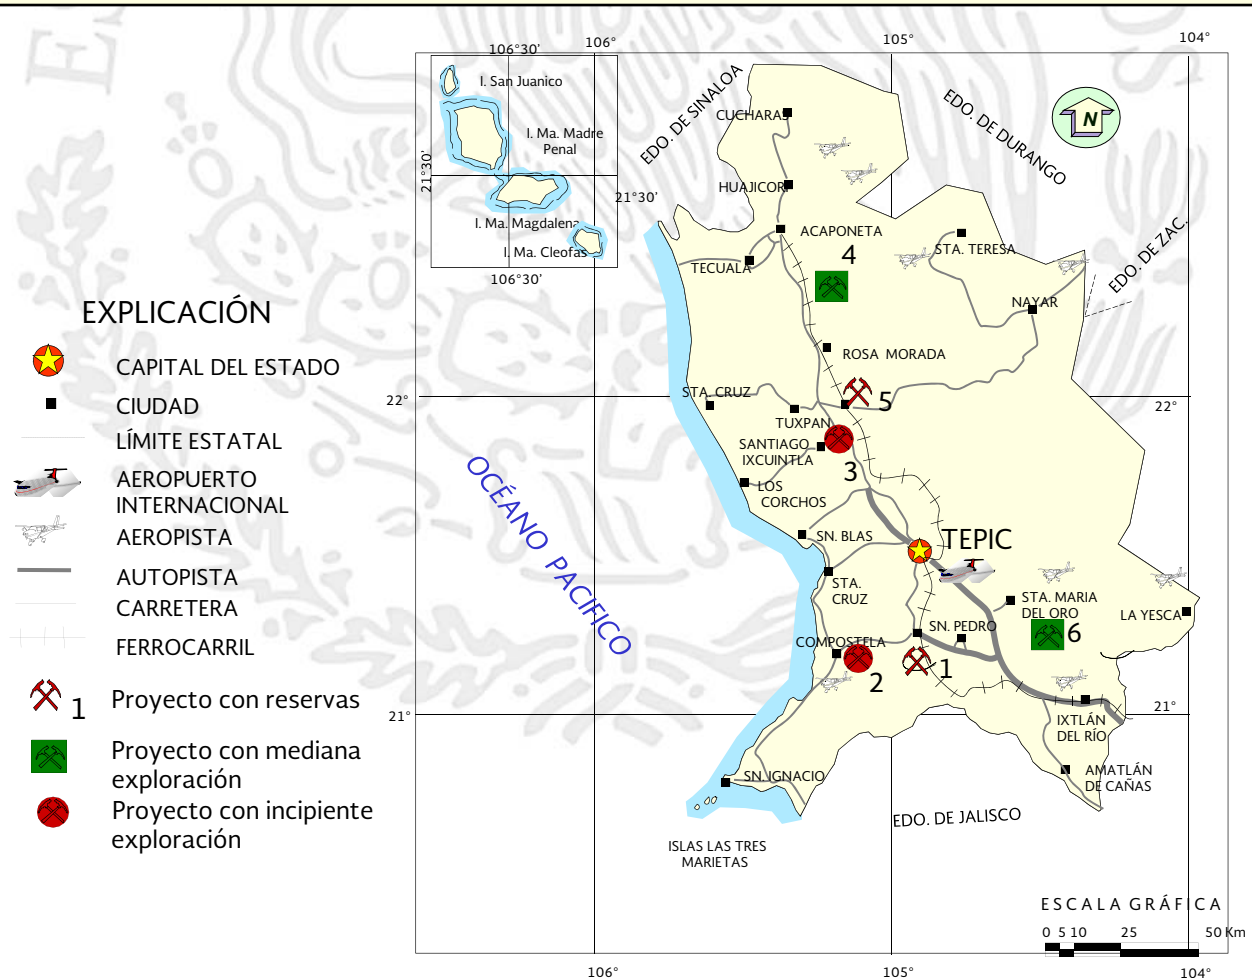 106°
105°
104°
106°30'
I. San Juanico
I. Ma. Madre
Penal
21°30'
21°30'
I. Ma. Magdalena
I. Ma. Cleofas
106°30'
EDO. DE SINALOA
EDO. DE DURANGO
N
EDO. DE ZAC.
CUCHARAS
HUAJICORI
ACAPONETA
4
TECUALA
STA. TERESA
NAYAR
ROSA MORADA
22°
22°
STA. CRUZ
5
TUXPAN
SANTIAGO
IXCUINTLA
3
LOS
CORCHOS
SN. BLAS
TEPIC
STA.
CRUZ
STA. MARIA
DEL ORO
LA YESCA
SN. PEDRO
6
COMPOSTELA
2
1
21°
21°
IXTLÁN
DEL RÍO
SN. IGNACIO
AMATLÁN
DE CAÑAS
EDO. DE JALISCO
ISLAS LAS TRES
MARIETAS
OCÉANO PACIFICO
ESCALA GRÁFICA
0 5 10 25 50 Km
106°
105°
104°
EXPLICACIÓN
CAPITAL DEL ESTADO
CIUDAD
LÍMITE ESTATAL
AEROPUERTO
INTERNACIONAL
AEROPISTA
AUTOPISTA
CARRETERA
FERROCARRIL
1 Proyecto con reservas
Proyecto con mediana
exploración
Proyecto con incipiente
exploración